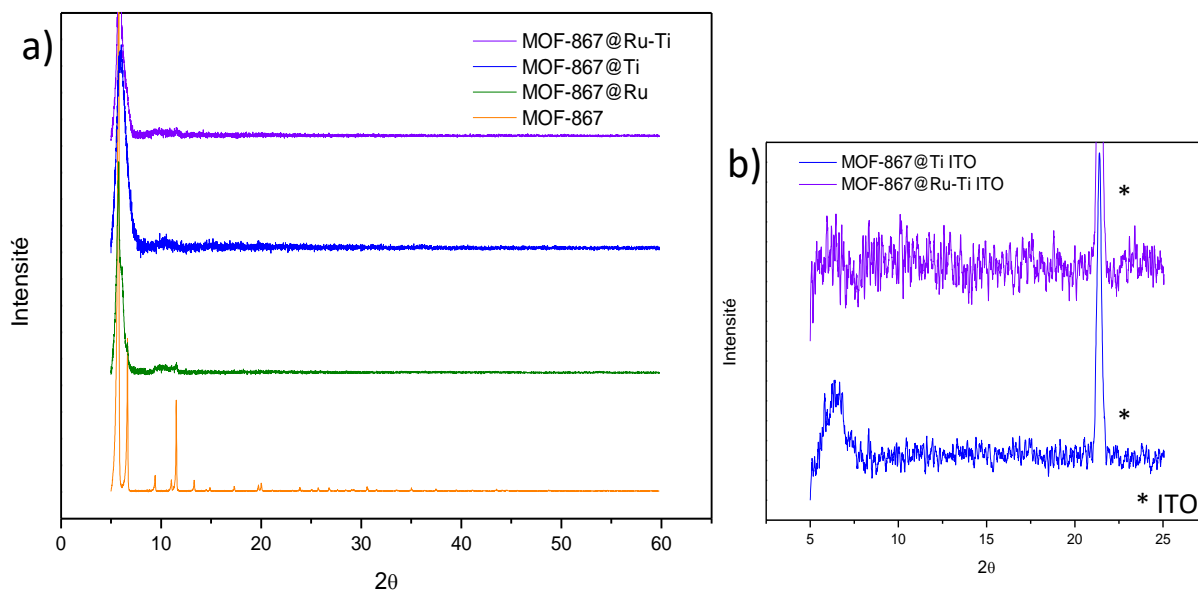 a)
MOF-867@Ru-Ti
MOF-867@Ti
MOF-867@Ru
MOF-867
Intensité
0 10 20 30 40 50 60
2θ
b)
MOF-867@Ti ITO
MOF-867@Ru-Ti ITO
*
*
* ITO
Intensité
5 10 15 20 25
2θ